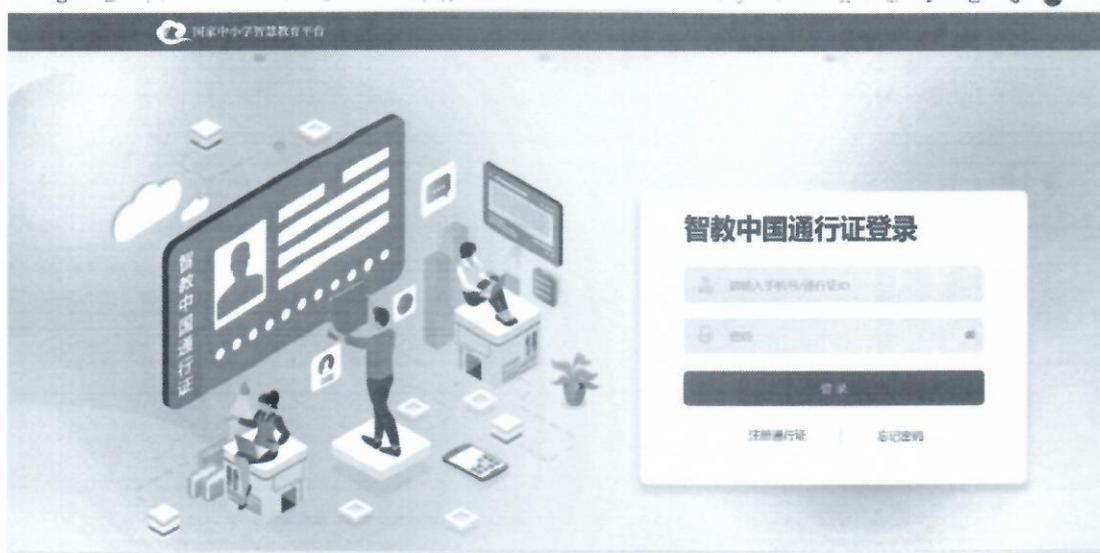 国家中小学智慧教育平台
智教中国通行证
智教中国通行证登录
请输入手机号/通行证ID
密码
登录
注册通行证
忘记密码